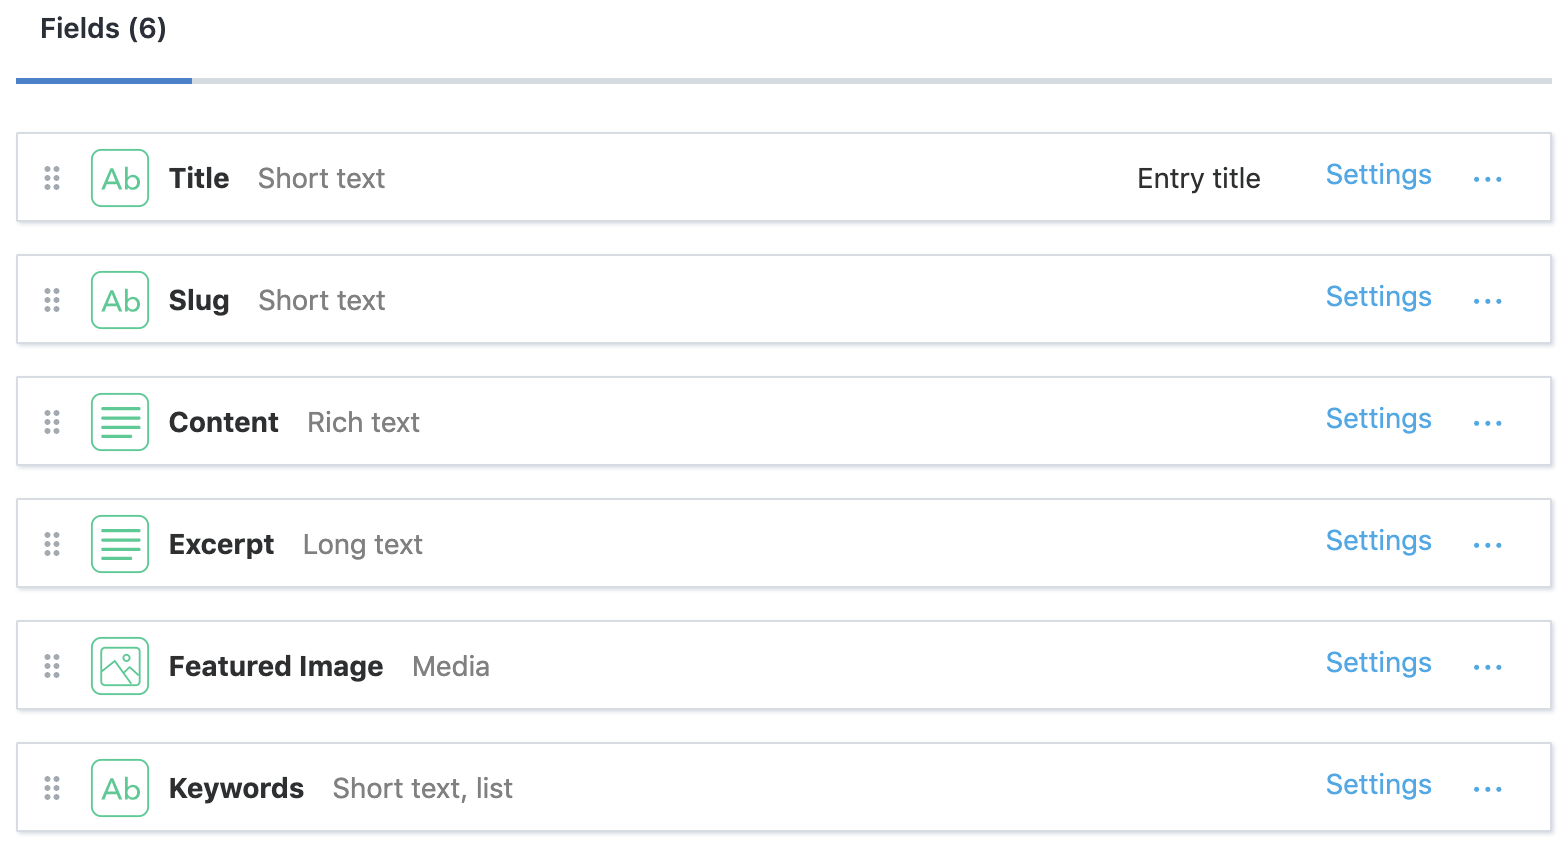 Fields (6)
Ab Title Short text Entry title Settings ...
Ab Slug Short text Settings ...
Content Rich text Settings ...
Excerpt Long text Settings ...
Featured Image Media Settings ...
Ab Keywords Short text, list Settings ...